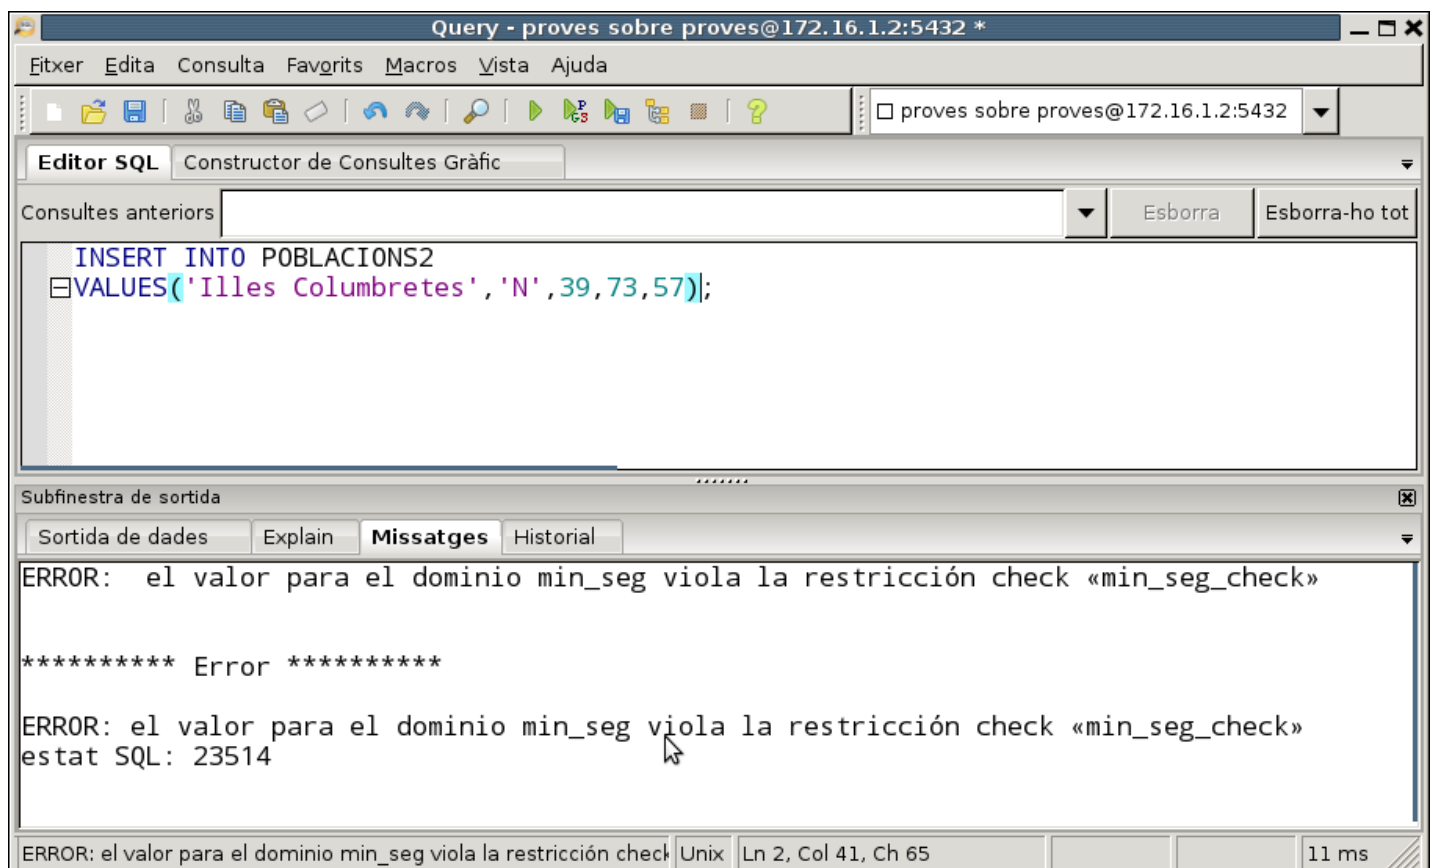 Query - proves sobre proves@172.16.1.2:5432 *
Fitxer Edita Consulta Favorits Macros Vista Ajuda
proves sobre proves@172.16.1.2:5432
Editor SQL Constructor de Consultes Gràfic
Consultes anteriors Esborra Esborra-ho tot
INSERT INTO POBLACIONS2
VALUES('Illes Columbretes','N',39,73,57);
Subfinestra de sortida
Sortida de dades Explain Missatges Historial
ERROR:  el valor para el dominio min_seg viola la restricción check «min_seg_check»
********** Error **********
ERROR: el valor para el dominio min_seg viola la restricción check «min_seg_check»
estat SQL: 23514
ERROR: el valor para el dominio min_seg viola la restricción check Unix Ln 2, Col 41, Ch 65 11 ms